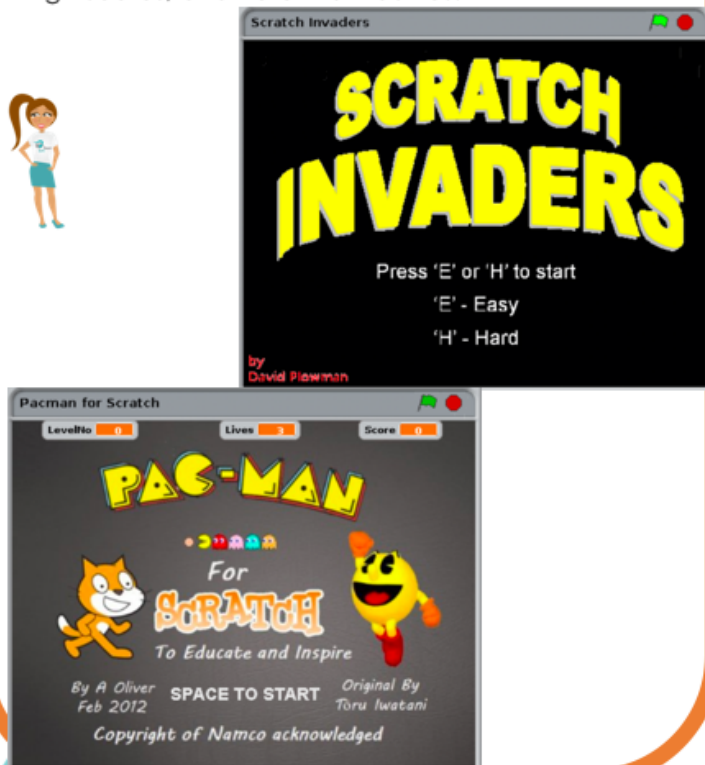 Scratch Invaders
SCRATCH
INVADERS
Press 'E' or 'H' to start
'E' - Easy
'H' - Hard
by
David Plowman
Pacman for Scratch
LevelNo 0 Lives 3 Score 0
PAC-MAN
For
SCRATCH
To Educate and Inspire
By A Oliver
Feb 2012
SPACE TO START
Original By
Toru Iwatani
Copyright of Namco acknowledged